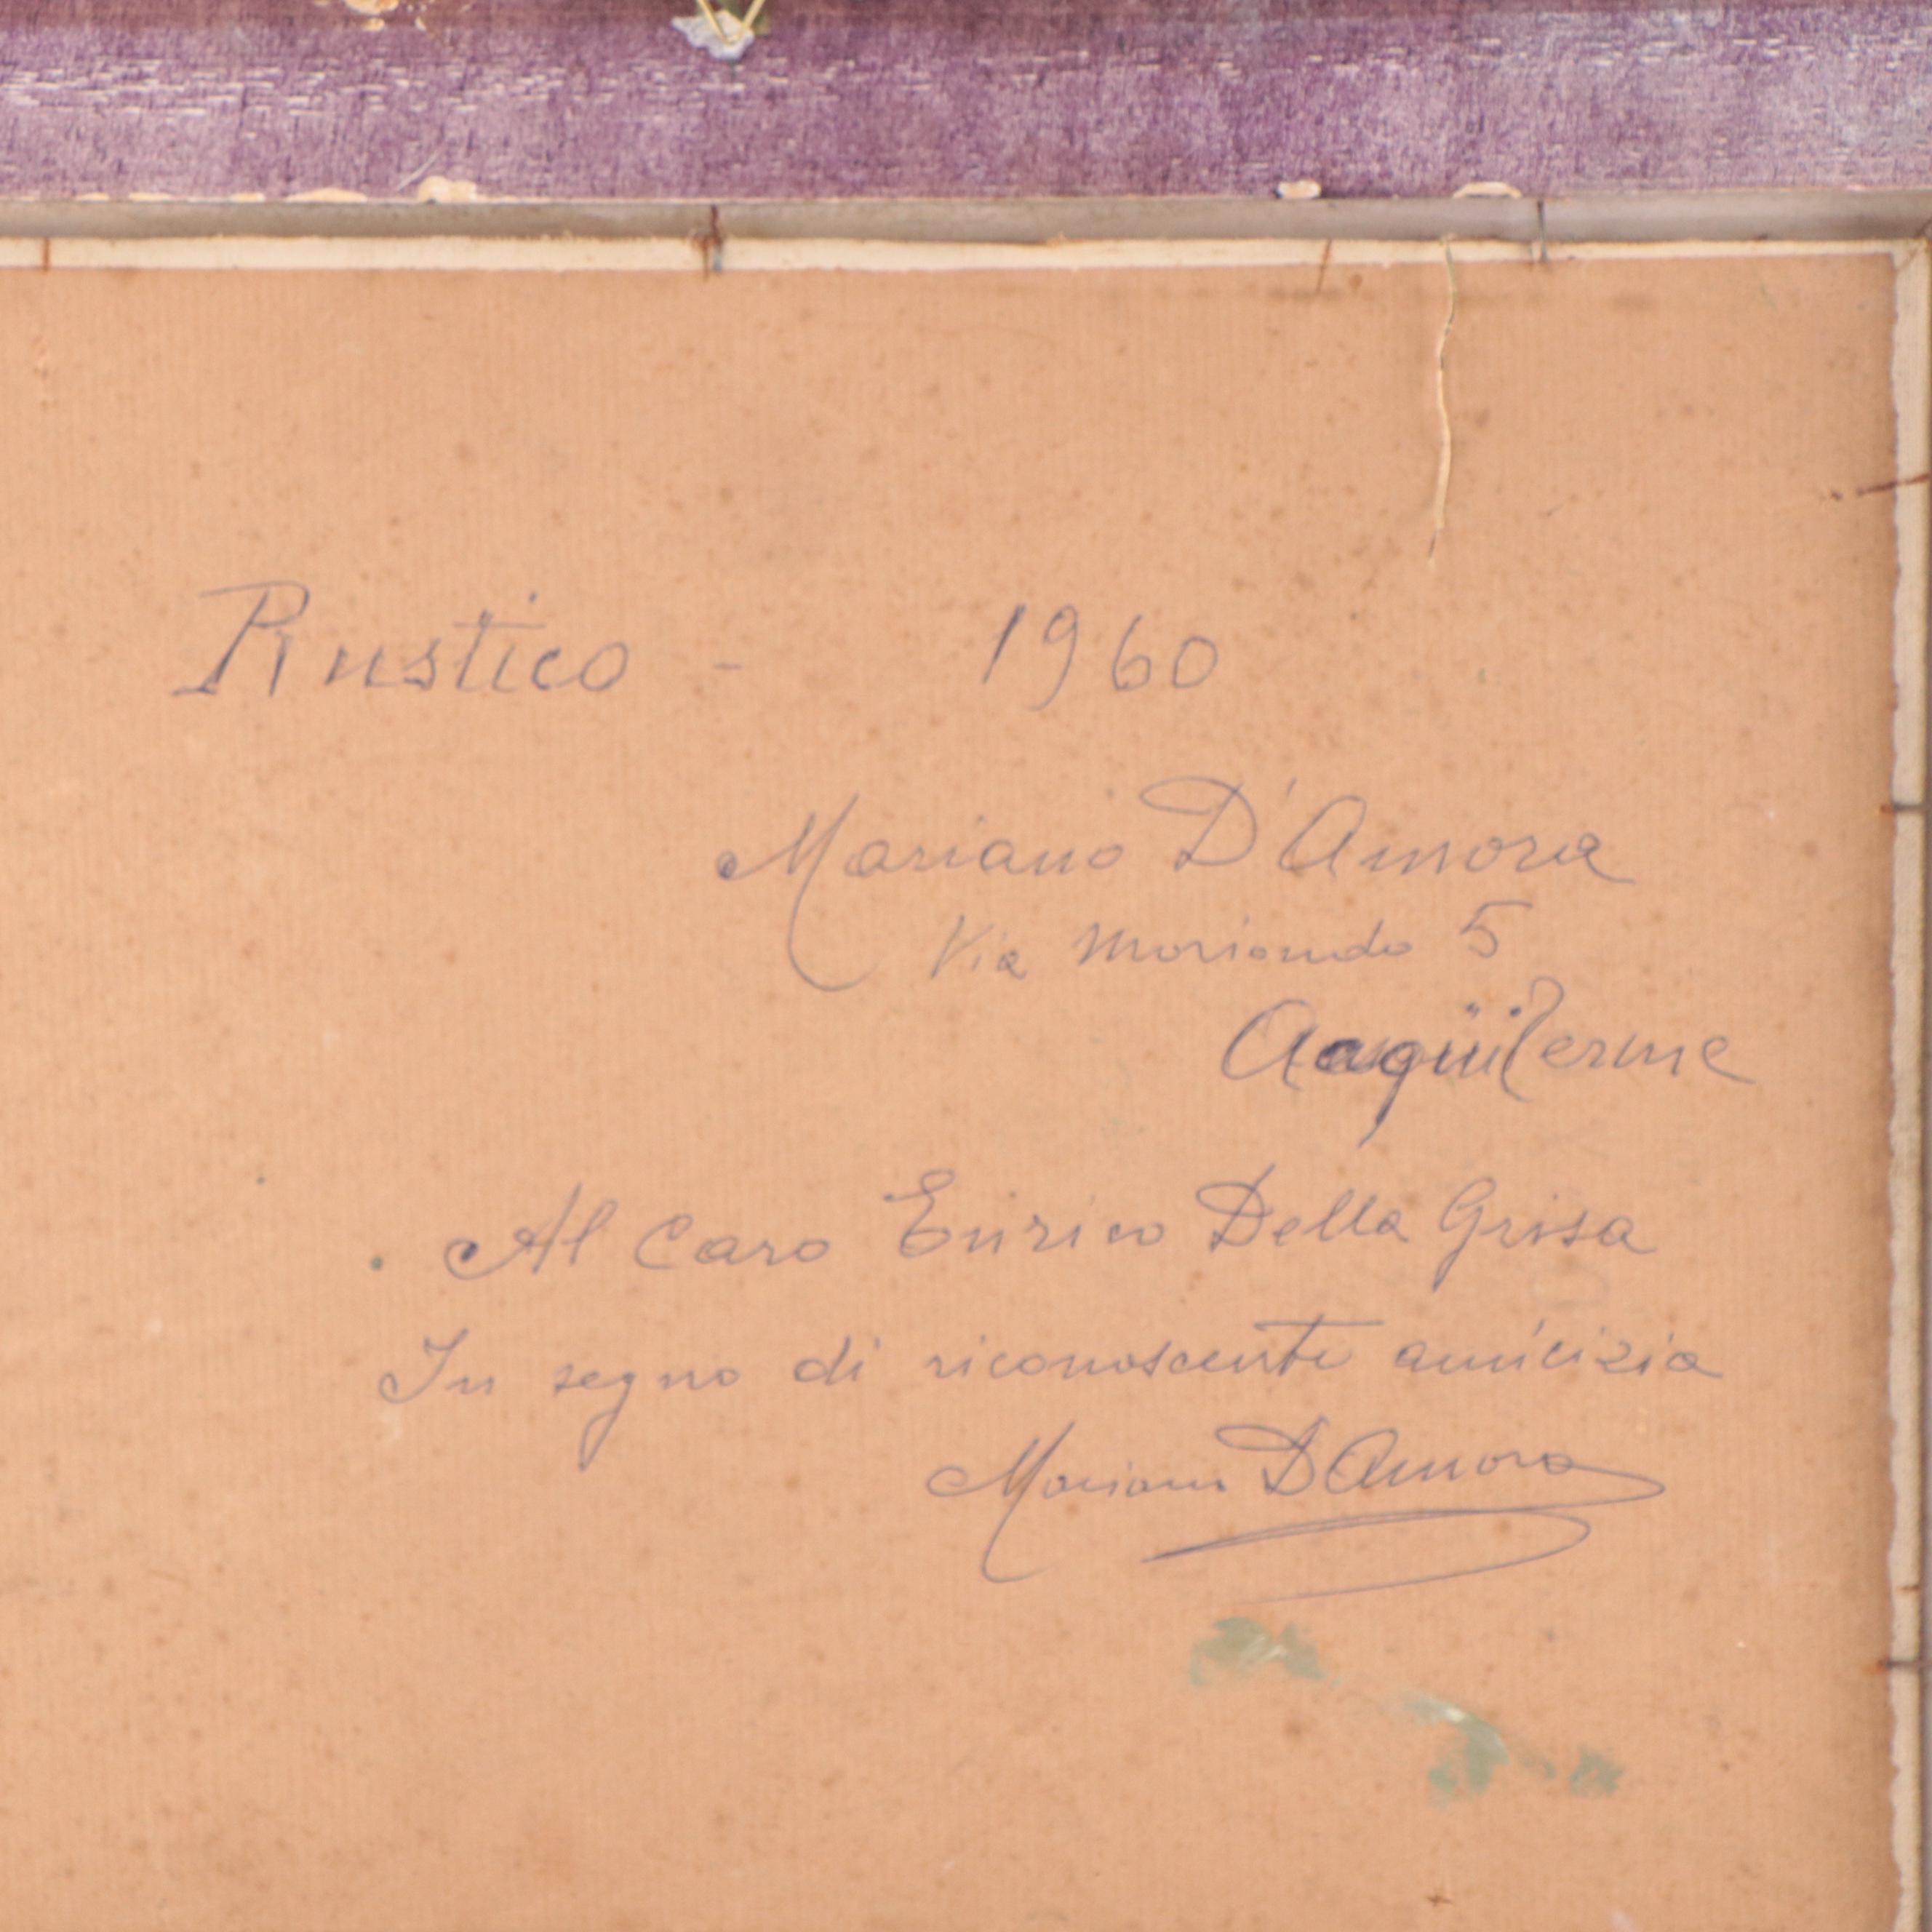 Rustico - 1960
Mariano D'Amora
Via Moriondo 5
Acqui Terme
Al Caro Enrico Della Grisa
In segno di riconoscente amicizia
Mariano D'Amora